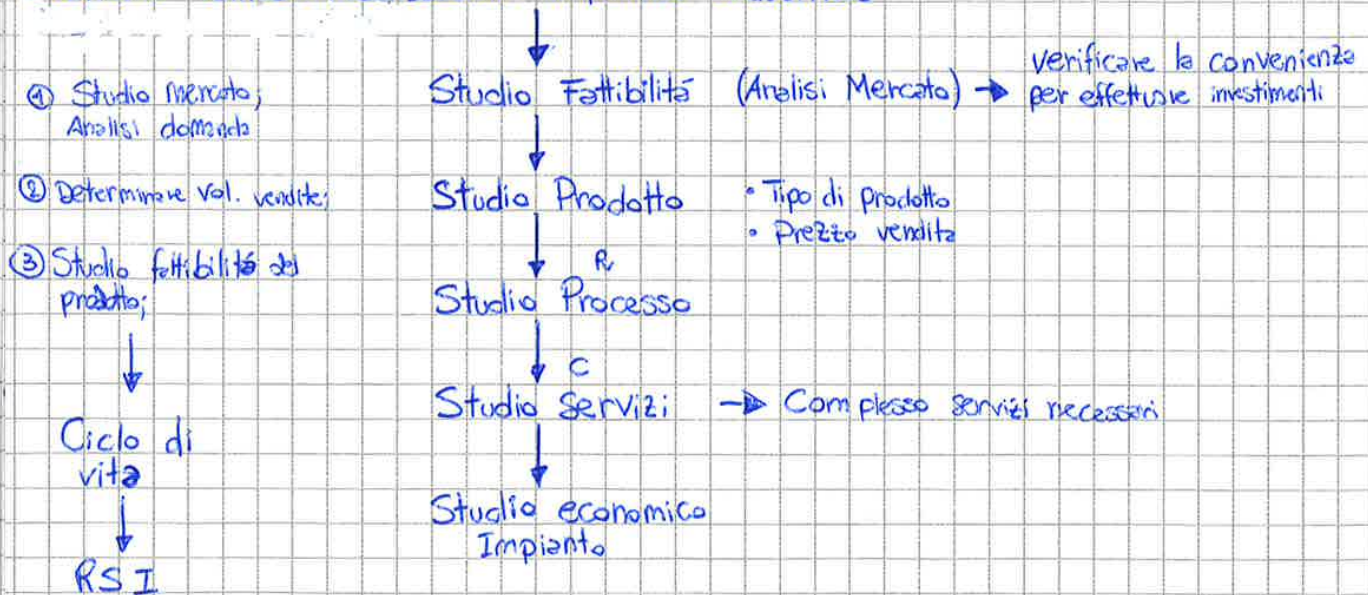 ① Studio mercato;
Analisi domanda
② Determinare Vol. vendite;
③ Studio fattibilità del
prodotto;
Ciclo di
vita
RSI
Studio Fattibilità (Analisi Mercato) → verificare la convenienza
per effettuare investimenti
Studio Prodotto • Tipo di prodotto
• Prezzo vendita
R
Studio Processo
C
Studio Servizi → Complesso servizi necessari
Studio economico
Impianto